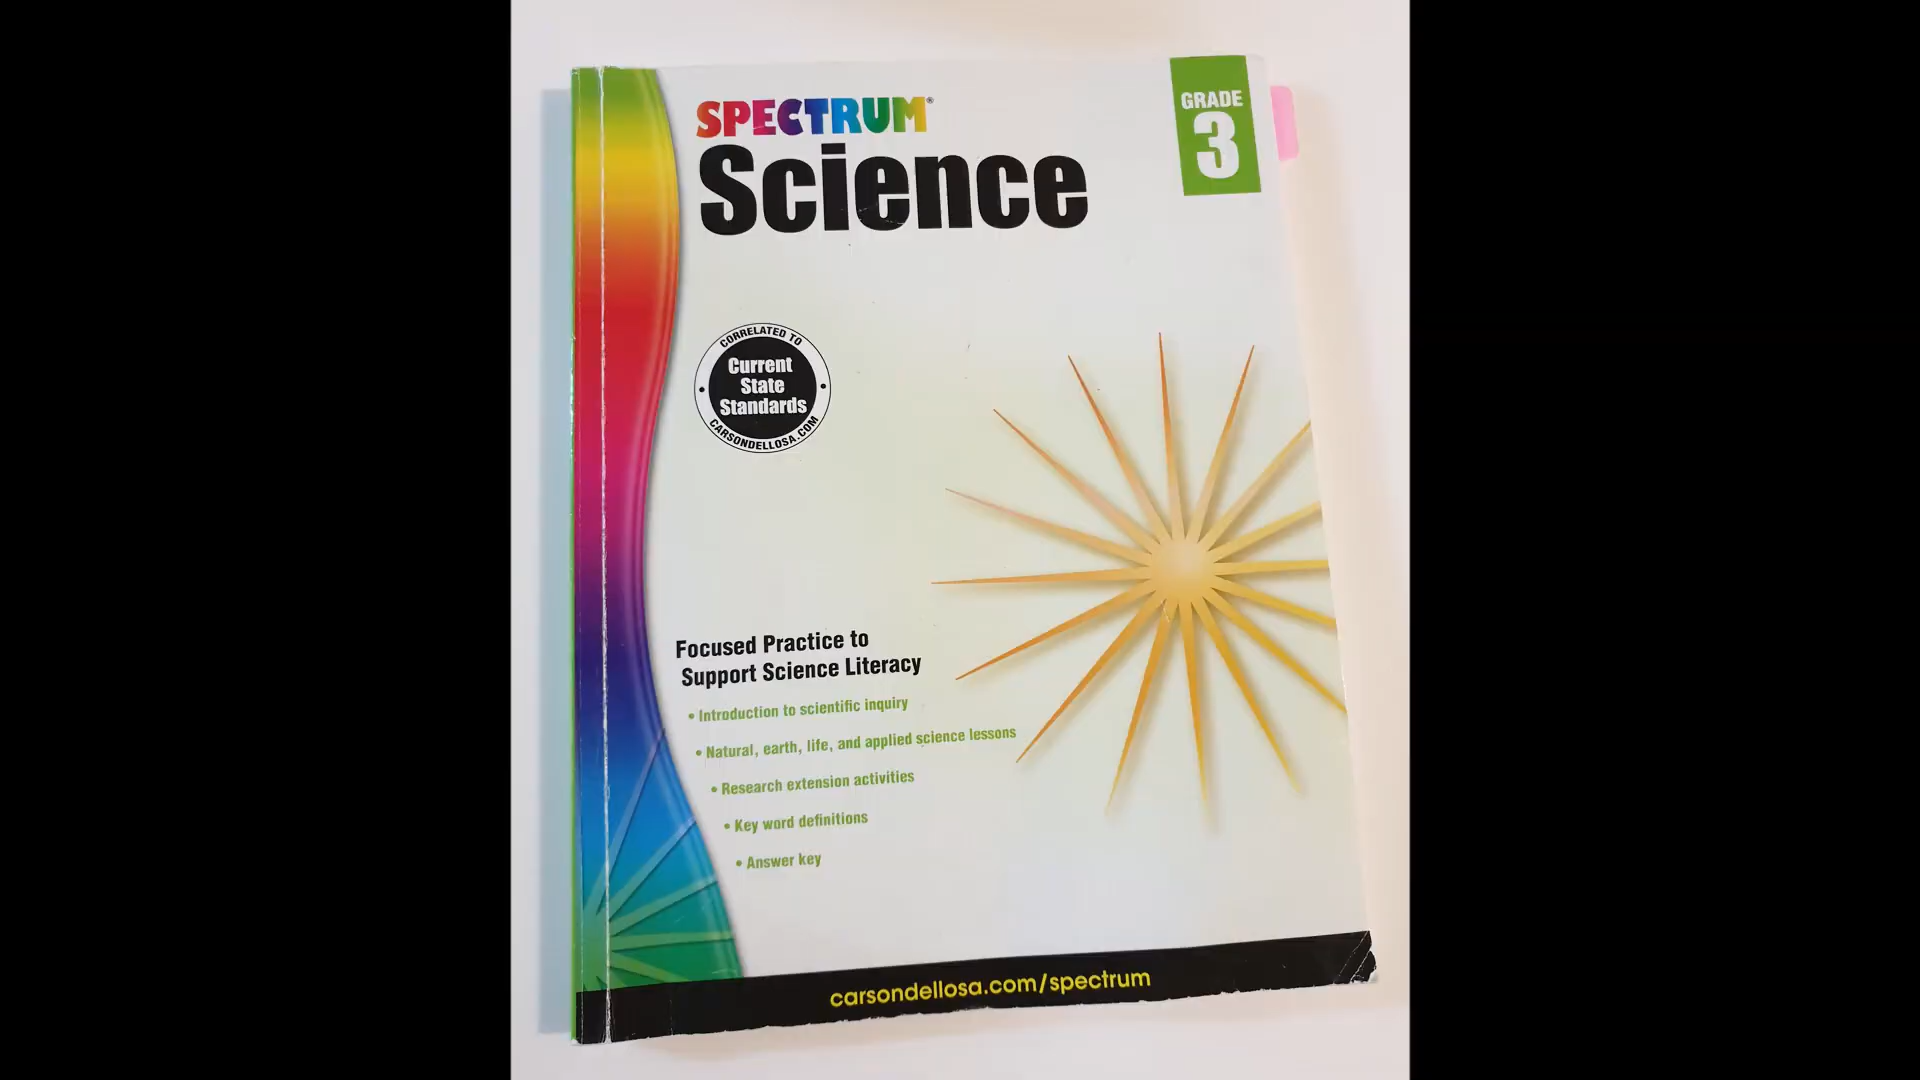 SPECTRUM®
Science
GRADE
3
CORRELATED TO
Current
State
Standards
CARSONDELLOSA.COM
Focused Practice to
Support Science Literacy
• Introduction to scientific inquiry
• Natural, earth, life, and applied science lessons
• Research extension activities
• Key word definitions
• Answer key
carsondellosa.com/spectrum